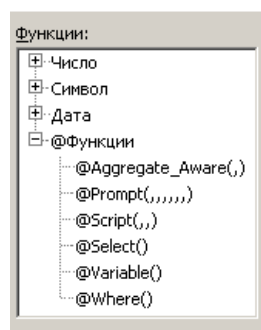 Функции:
Число
Символ
Дата
@Функции
@Aggregate_Aware(,)
@Prompt(,,,,,,)
@Script(,,)
@Select()
@Variable()
@Where()